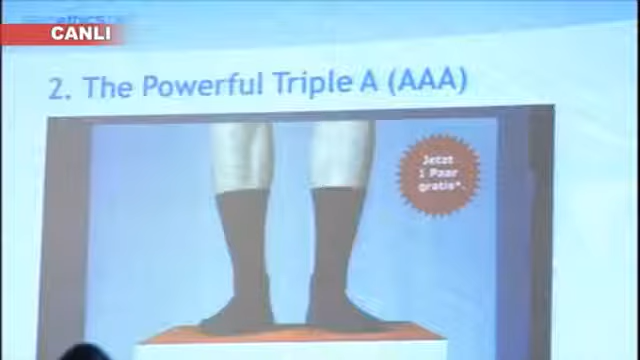 CANLI
2. The Powerful Triple A (AAA)
Jetzt
1 Paar
gratis*.